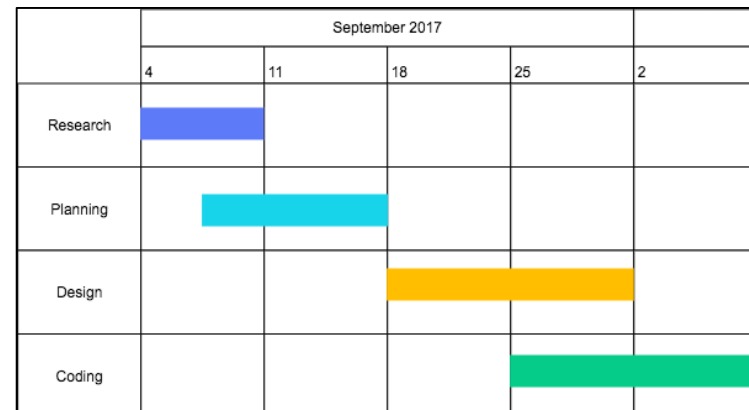 September 2017
4 11 18 25 2
Research
Planning
Design
Coding